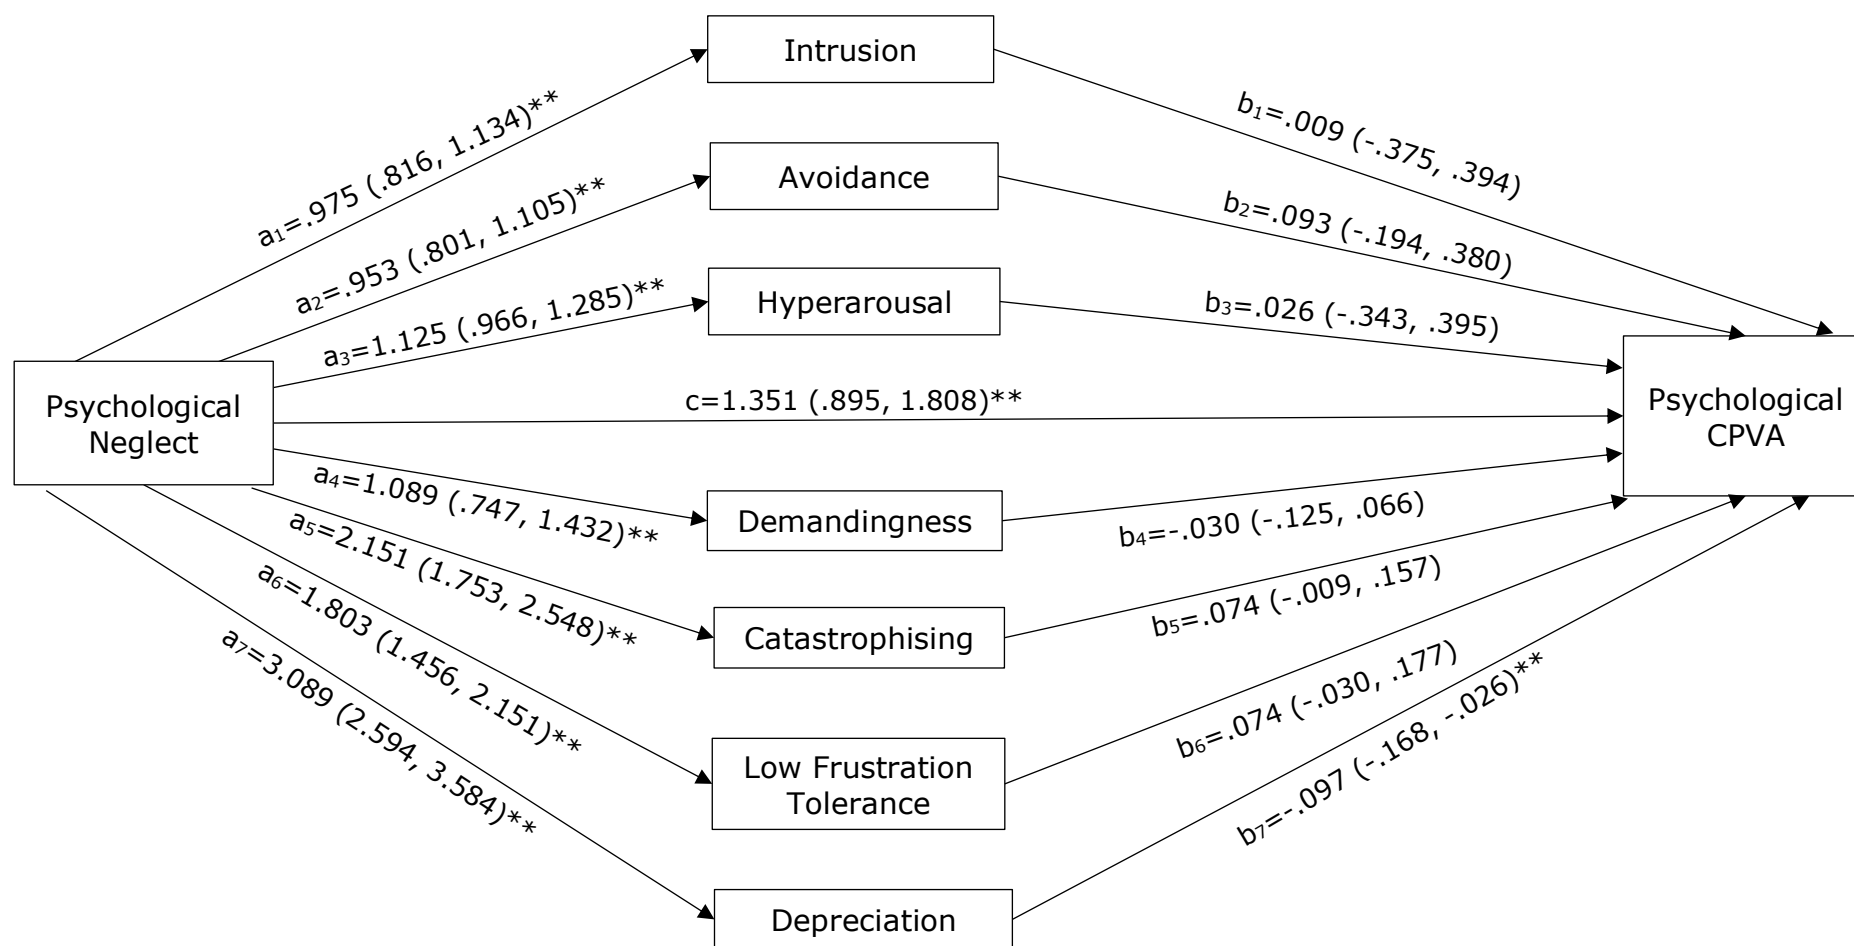 Intrusion
a₁=.975 (.816, 1.134)**
b₁=.009 (-.375, .394)
Avoidance
a₂=.953 (.801, 1.105)**
b₂=.093 (-.194, .380)
Hyperarousal
a₃=1.125 (.966, 1.285)**
b₃=.026 (-.343, .395)
Psychological
Neglect
c=1.351 (.895, 1.808)**
Psychological
CPVA
a₄=1.089 (.747, 1.432)**
Demandingness
b₄=-.030 (-.125, .066)
a₅=2.151 (1.753, 2.548)**
Catastrophising
b₅=.074 (-.009, .157)
a₆=1.803 (1.456, 2.151)**
Low Frustration
Tolerance
b₆=.074 (-.030, .177)
a₇=3.089 (2.594, 3.584)**
Depreciation
b₇=-.097 (-.168, -.026)**